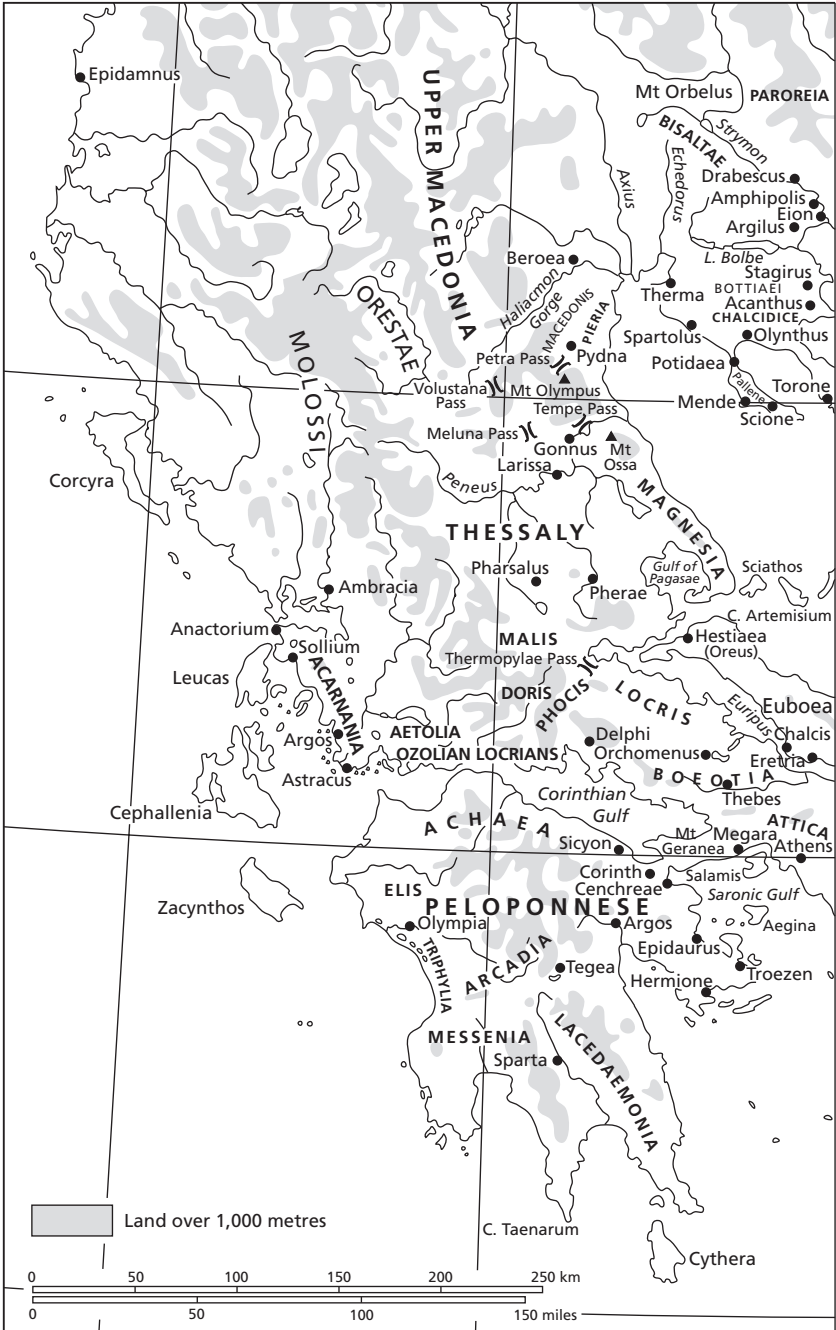 Epidamnus
UPPER MACEDONIA
Mt Orbelus
PAROREIA
BISALTAE
Strymon
Axius
Echedorus
Drabescus
Amphipolis
Eion
Argilus
Beroea
L. Bolbe
Stagirus
BOTTIAEI
Therma
Acanthus
CHALCIDICE
Haliacmon
Gorge
MACEDONIS
PIERIA
ORESTAE
Spartolus
Olynthus
Petra Pass
Pydna
Potidaea
MOLOSSI
Volustana
Pass
Mt Olympus
Pallene
Torone
Tempe Pass
Mende
Scione
Meluna Pass
Gonnus
Mt
Ossa
Larissa
Corcyra
Peneus
MAGNESIA
THESSALY
Pharsalus
Gulf of
Pagasae
Sciathos
Ambracia
Pherae
C. Artemisium
Anactorium
MALIS
Hestiaea
(Oreus)
Sollium
Thermopylae Pass
Leucas
ACARNANIA
DORIS
PHOCIS
LOCRIS
Euripus
Euboea
Argos
AETOLIA
Delphi
Chalcis
OZOLIAN LOCRIANS
Orchomenus
Eretria
Astracus
BOEOTIA
Corinthian
Gulf
Thebes
Cephallenia
ACHAEA
ATTICA
Sicyon
Mt
Geranea
Megara
Athens
Corinth
Salamis
ELIS
Cenchreae
Saronic Gulf
Zacynthos
PELOPONNESE
Olympia
Argos
Aegina
TRIPHYLIA
ARCADIA
Epidaurus
Tegea
Troezen
Hermione
MESSENIA
LACEDAEMONIA
Sparta
Land over 1,000 metres
C. Taenarum
Cythera
0 50 100 150 200 250 km
0 50 100 150 miles